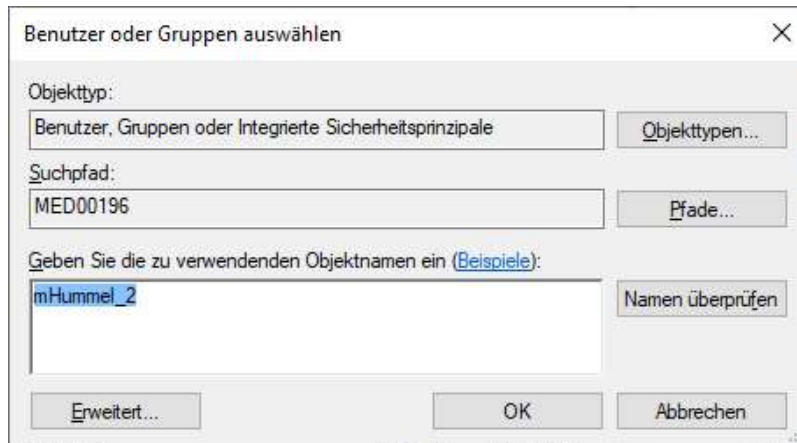 Benutzer oder Gruppen auswählen
Objekttyp:
Benutzer, Gruppen oder Integrierte Sicherheitsprinzipale
Objekttypen...
Suchpfad:
MED00196
Pfade...
Geben Sie die zu verwendenden Objektnamen ein (Beispiele):
mHummel_2
Namen überprüfen
Erweitert...
OK
Abbrechen